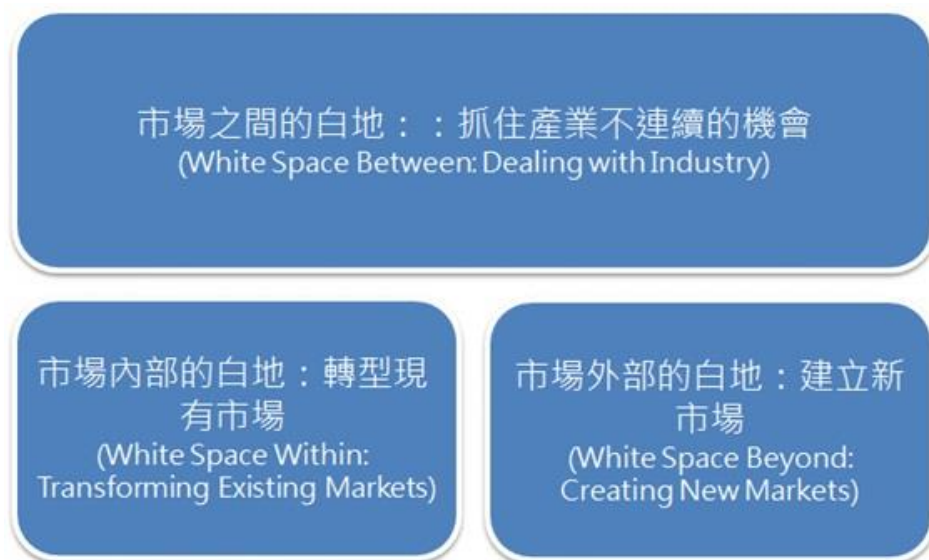 市場之間的白地：：抓住產業不連續的機會
(White Space Between: Dealing with Industry)
市場內部的白地：轉型現
有市場
(White Space Within:
Transforming Existing Markets)
市場外部的白地：建立新
市場
(White Space Beyond:
Creating New Markets)